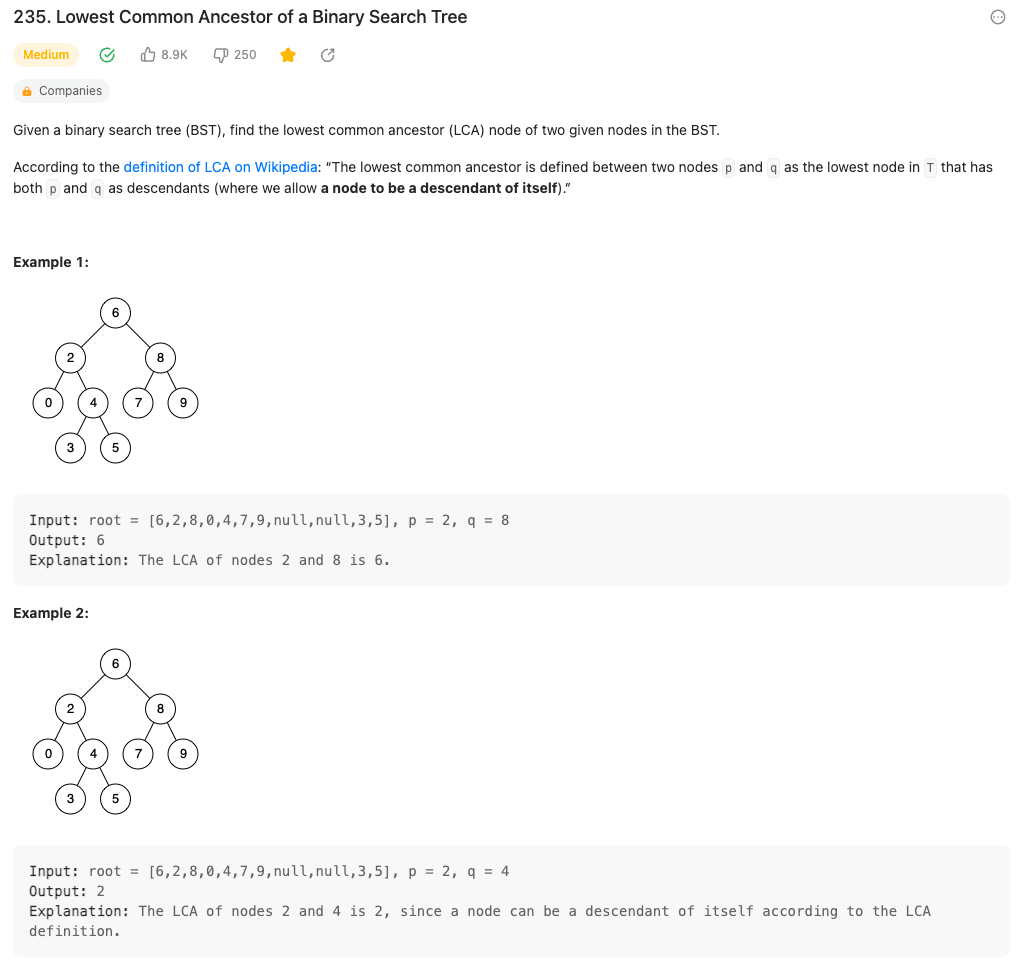 235. Lowest Common Ancestor of a Binary Search Tree
Medium 8.9K 250
Companies
Given a binary search tree (BST), find the lowest common ancestor (LCA) node of two given nodes in the BST.
According to the definition of LCA on Wikipedia: “The lowest common ancestor is defined between two nodes p and q as the lowest node in T that has
both p and q as descendants (where we allow a node to be a descendant of itself).”
Example 1:
6
2 8
0 4 7 9
3 5
Input: root = [6,2,8,0,4,7,9,null,null,3,5], p = 2, q = 8
Output: 6
Explanation: The LCA of nodes 2 and 8 is 6.
Example 2:
6
2 8
0 4 7 9
3 5
Input: root = [6,2,8,0,4,7,9,null,null,3,5], p = 2, q = 4
Output: 2
Explanation: The LCA of nodes 2 and 4 is 2, since a node can be a descendant of itself according to the LCA
definition.